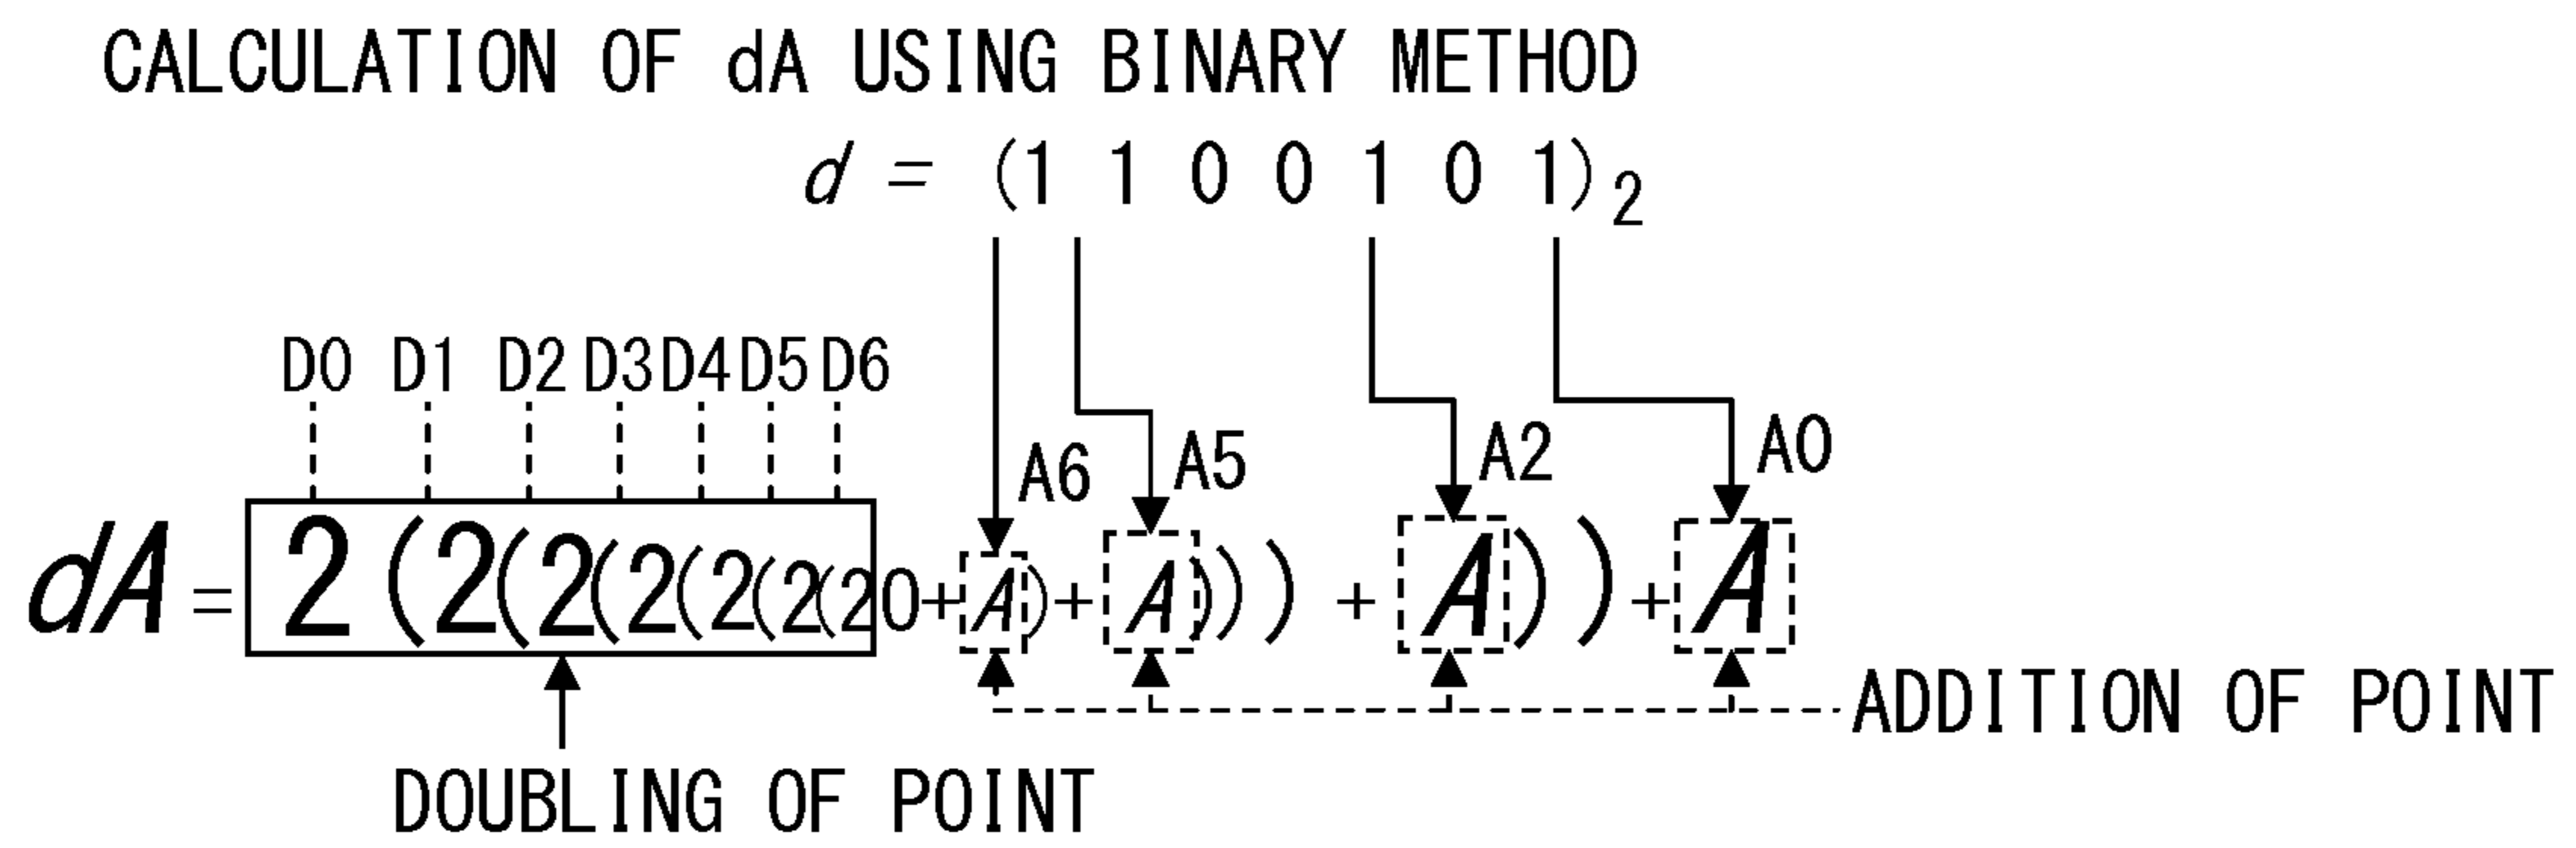 CALCULATION OF dA USING BINARY METHOD
d = (1 1 0 0 1 0 1)2
D0 D1 D2 D3 D4 D5 D6
A6 A5 A2 A0
dA = 2(2(2(2(2(2(20+A)+A))) + A))+A
ADDITION OF POINT
DOUBLING OF POINT